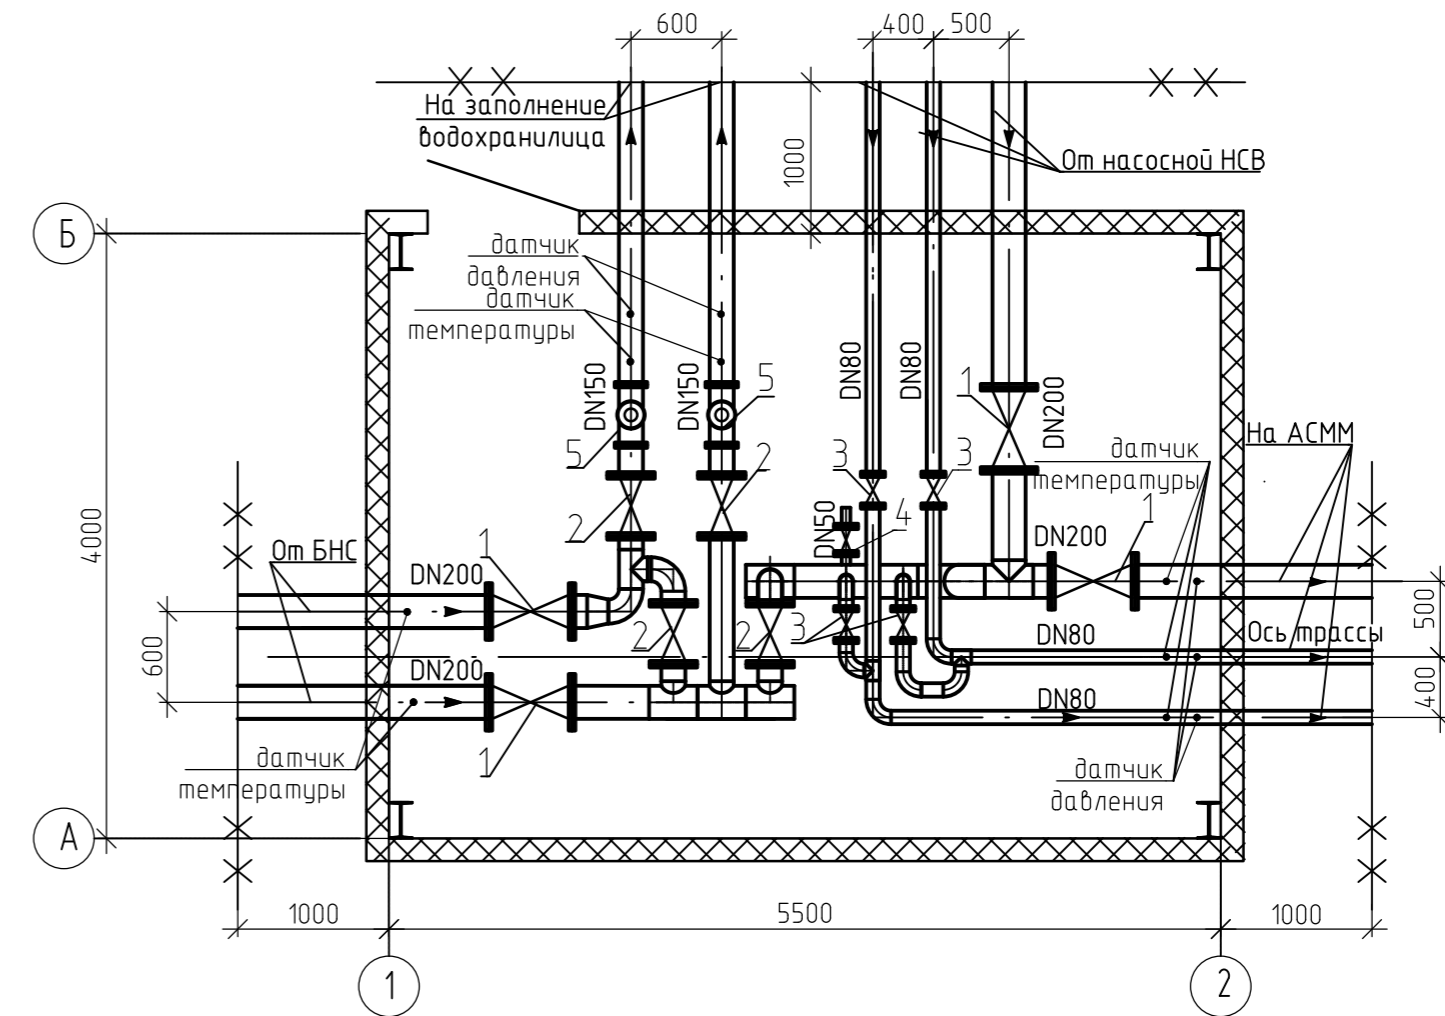 600
400
500
На заполнение
водохранилица
1000
От насосной НСВ
Б
датчик
давления
датчик
температуры
DN150
DN150
DN80
DN80
DN200
1
5
5
На АСММ
датчик
температуры
3
3
2
2
1
4
DN50
4000
От БНС
1
DN200
DN200
600
2
2
3
DN80
Ось трассы
500
DN200
DN80
400
1
датчик
температуры
датчик
давления
А
1000
5500
1000
1
2